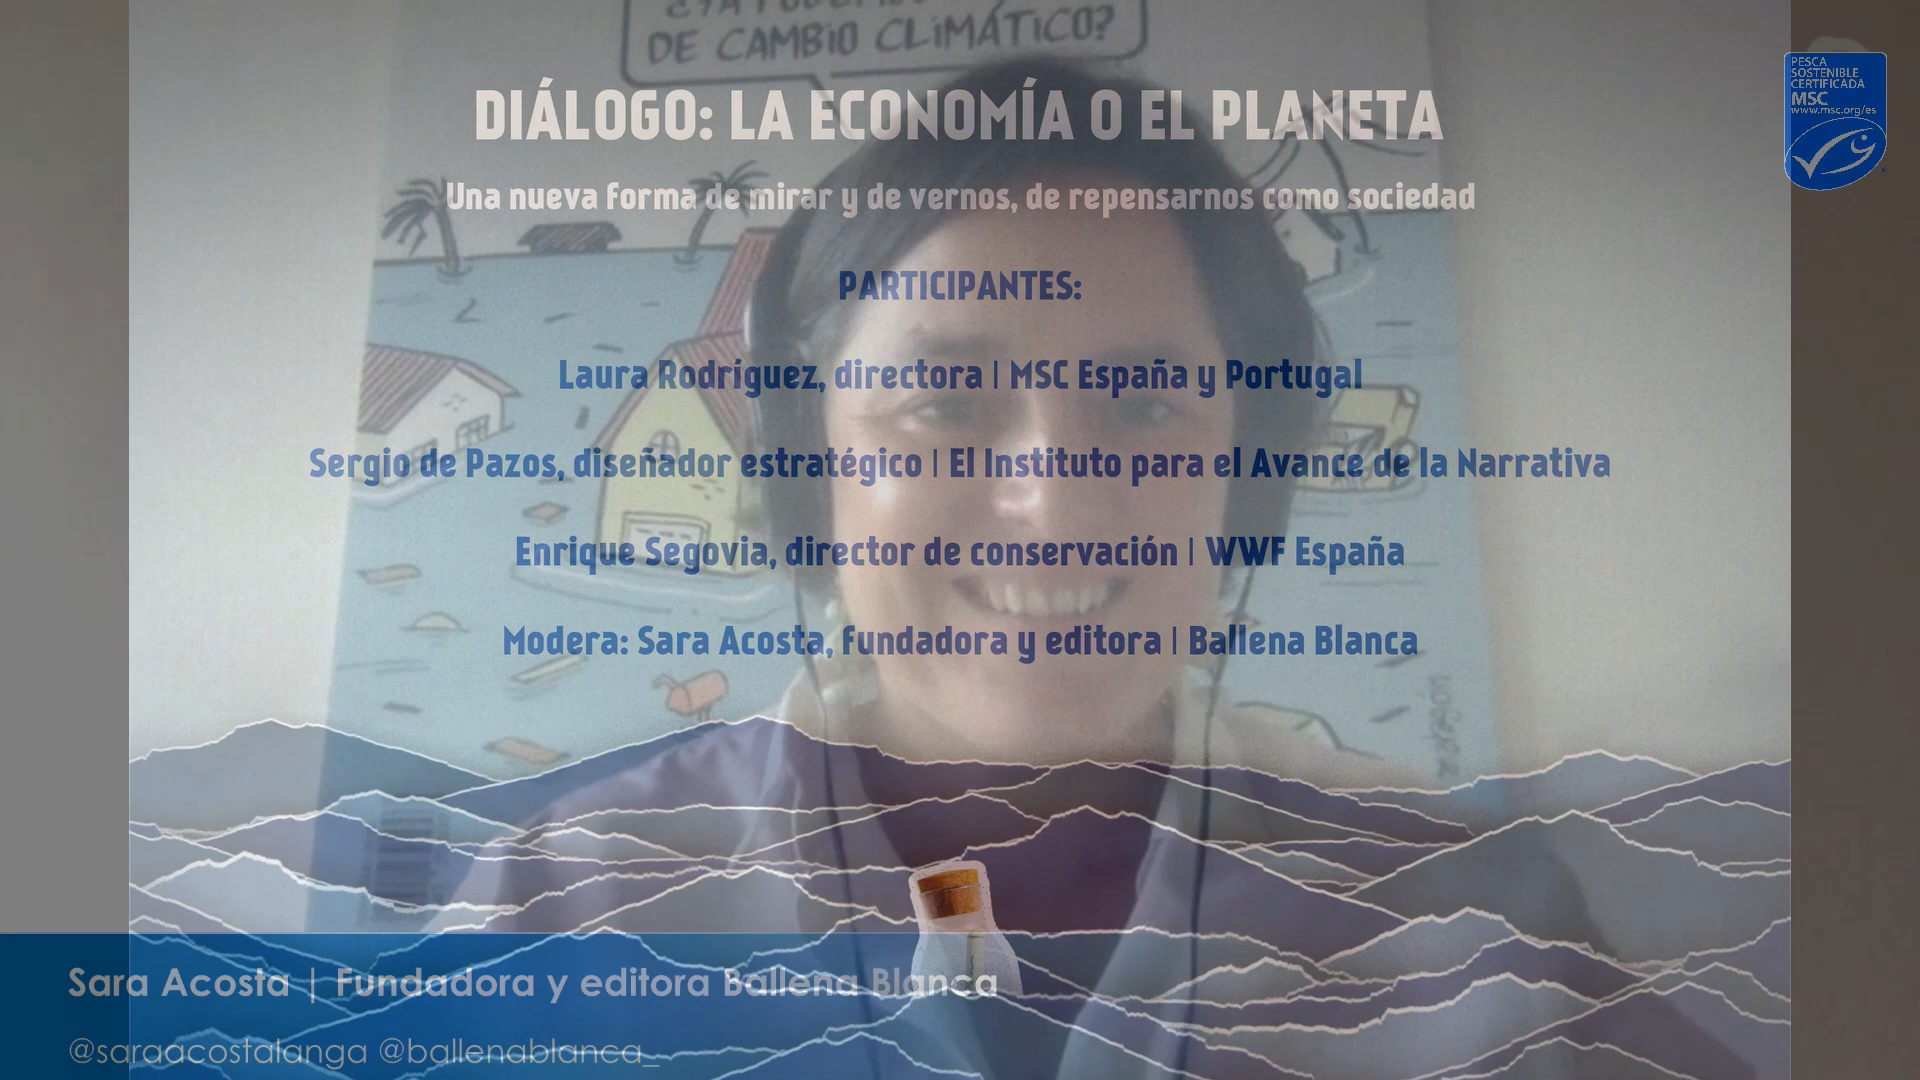 DE CAMBIO CLIMÁTICO?
DIÁLOGO: LA ECONOMÍA O EL PLANETA
Una nueva forma de mirar y de vernos, de repensarnos como sociedad
PARTICIPANTES:
Laura Rodríguez, directora | MSC España y Portugal
Sergio de Pazos, diseñador estratégico | El Instituto para el Avance de la Narrativa
Enrique Segovia, director de conservación | WWF España
Modera: Sara Acosta, fundadora y editora | Ballena Blanca
PESCA
SOSTENIBLE
CERTIFICADA
MSC
www.msc.org/es
Sara Acosta | Fundadora y editora Ballena Blanca
@saraacostalanga @ballenablanca_